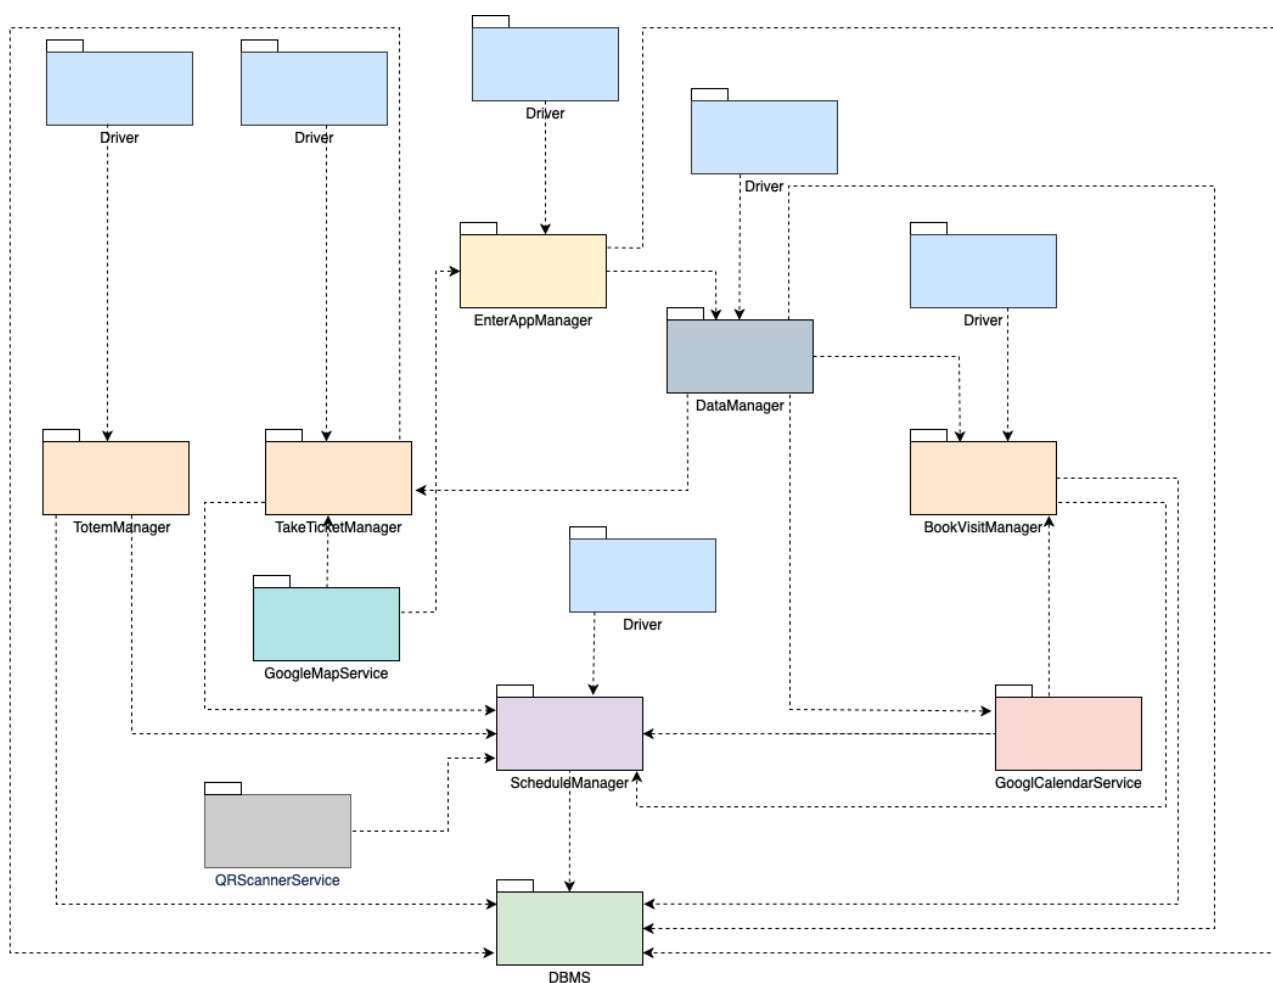 Driver
Driver
Driver
Driver
Driver
EnterAppManager
DataManager
TotemManager
TakeTicketManager
BookVisitManager
Driver
GoogleMapService
ScheduleManager
GooglCalendarService
QRScannerService
DBMS